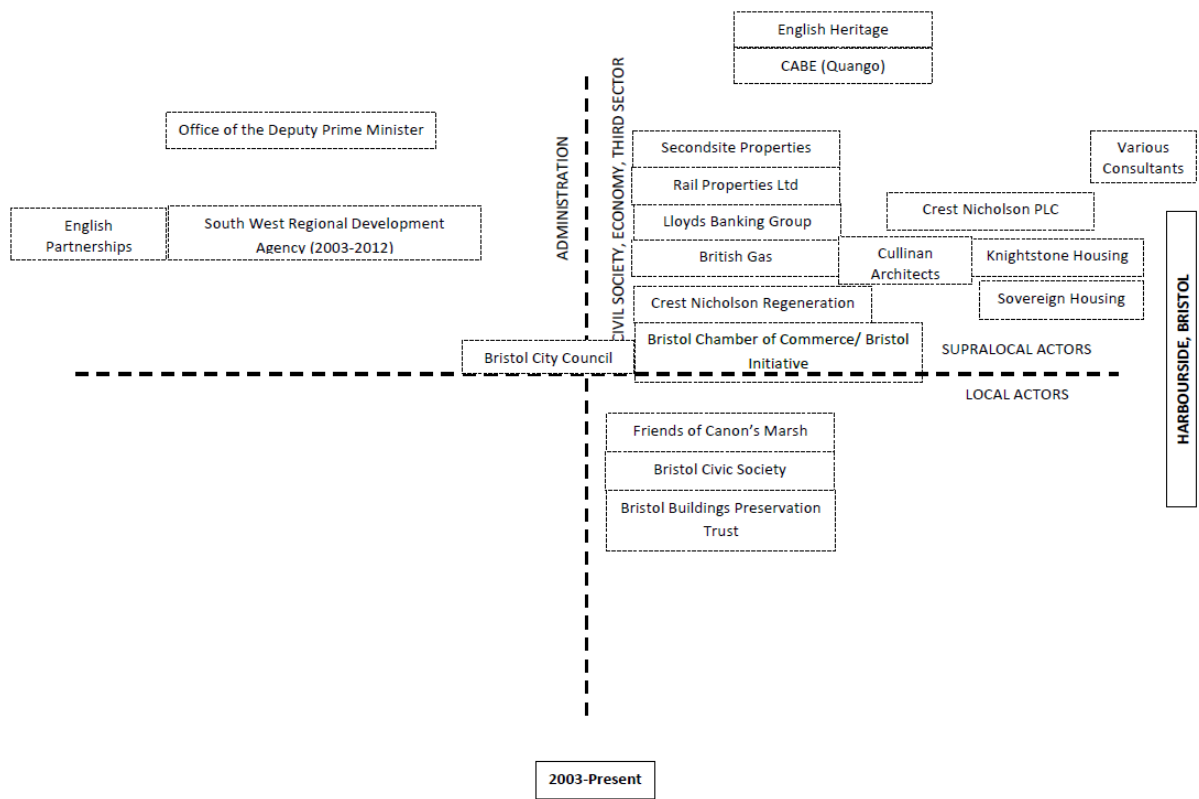 English Heritage
CABE (Quango)
Office of the Deputy Prime Minister
ADMINISTRATION
CIVIL SOCIETY, ECONOMY, THIRD SECTOR
Secondsite Properties
Various
Consultants
Rail Properties Ltd
Crest Nicholson PLC
English
Partnerships
South West Regional Development
Agency (2003-2012)
Lloyds Banking Group
British Gas
Cullinan
Architects
Knightstone Housing
Crest Nicholson Regeneration
Sovereign Housing
HARBOURSIDE, BRISTOL
Bristol City Council
Bristol Chamber of Commerce/ Bristol
Initiative
SUPRALOCAL ACTORS
LOCAL ACTORS
Friends of Canon’s Marsh
Bristol Civic Society
Bristol Buildings Preservation
Trust
2003-Present